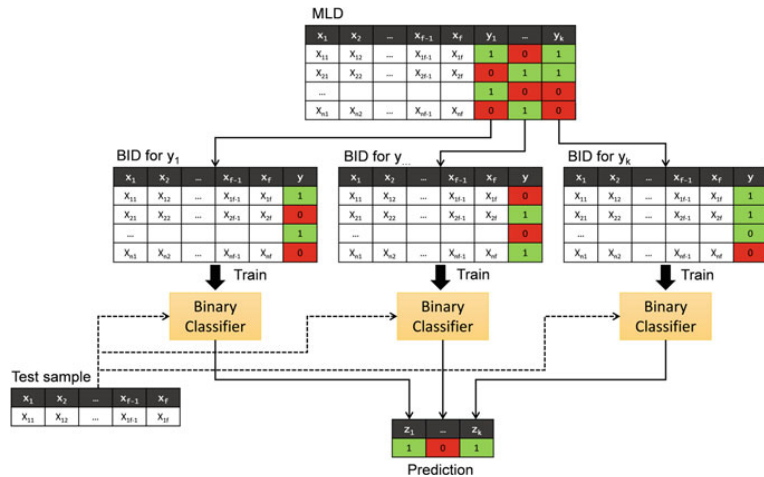 MLD
x1 x2 ... xf-1 xf y1 ... yk
X11 X12 ... X1f-1 X1f 1 0 1
X21 X22 ... X2f-1 X2f 0 1 1
... 1 0 0
Xn1 Xn2 ... Xnf-1 Xnf 0 1 0
BID for y1
x1 x2 ... xf-1 xf y
X11 X12 ... X1f-1 X1f 1
X21 X22 ... X2f-1 X2f 0
... 1
Xn1 Xn2 ... Xnf-1 Xnf 0
BID for y...
x1 x2 ... xf-1 xf y
X11 X12 ... X1f-1 X1f 0
X21 X22 ... X2f-1 X2f 1
... 0
Xn1 Xn2 ... Xnf-1 Xnf 1
BID for yk
x1 x2 ... xf-1 xf y
X11 X12 ... X1f-1 X1f 1
X21 X22 ... X2f-1 X2f 1
... 0
Xn1 Xn2 ... Xnf-1 Xnf 0
Train
Train
Train
Binary
Classifier
Binary
Classifier
Binary
Classifier
Test sample
x1 x2 ... xf-1 xf
X11 X12 ... X1f-1 X1f
z1 ... zk
1 0 1
Prediction